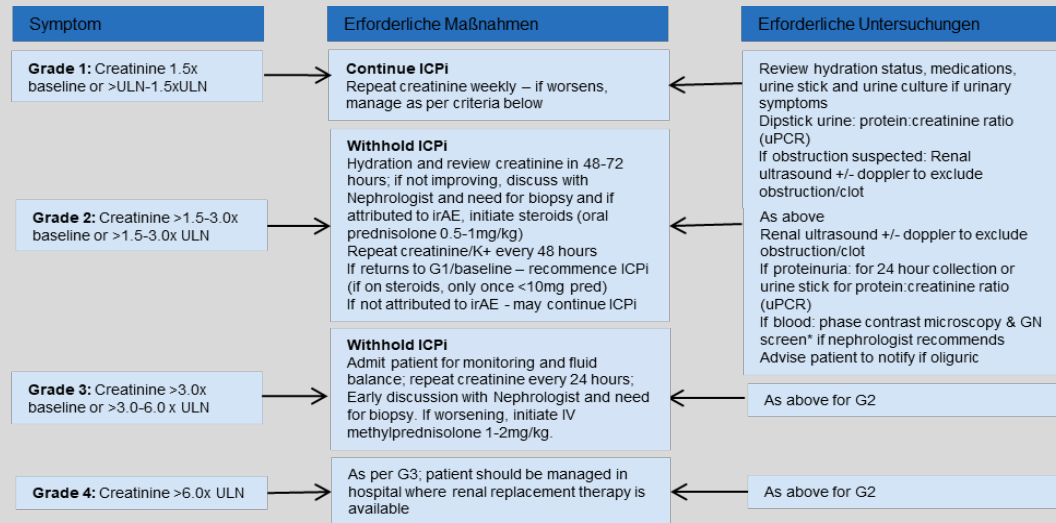 Symptom
Erforderliche Maßnahmen
Erforderliche Untersuchungen
Grade 1: Creatinine 1.5x
baseline or >ULN-1.5xULN
Continue ICPi
Repeat creatinine weekly – if worsens,
manage as per criteria below
Review hydration status, medications,
urine stick and urine culture if urinary
symptoms
Dipstick urine: protein:creatinine ratio
(uPCR)
If obstruction suspected: Renal
ultrasound +/- doppler to exclude
obstruction/clot
Grade 2: Creatinine >1.5-3.0x
baseline or >1.5-3.0x ULN
Withhold ICPi
Hydration and review creatinine in 48-72
hours; if not improving, discuss with
Nephrologist and need for biopsy and if
attributed to irAE, initiate steroids (oral
prednisolone 0.5-1mg/kg)
Repeat creatinine/K+ every 48 hours
If returns to G1/baseline – recommence ICPi
(if on steroids, only once <10mg pred)
If not attributed to irAE - may continue ICPi
As above
Renal ultrasound +/- doppler to exclude
obstruction/clot
If proteinuria: for 24 hour collection or
urine stick for protein:creatinine ratio
(uPCR)
If blood: phase contrast microscopy & GN
screen* if nephrologist recommends
Advise patient to notify if oliguric
Grade 3: Creatinine >3.0x
baseline or >3.0-6.0 x ULN
Withhold ICPi
Admit patient for monitoring and fluid
balance; repeat creatinine every 24 hours;
Early discussion with Nephrologist and need
for biopsy. If worsening, initiate IV
methylprednisolone 1-2mg/kg.
As above for G2
Grade 4: Creatinine >6.0x ULN
As per G3; patient should be managed in
hospital where renal replacement therapy is
available
As above for G2